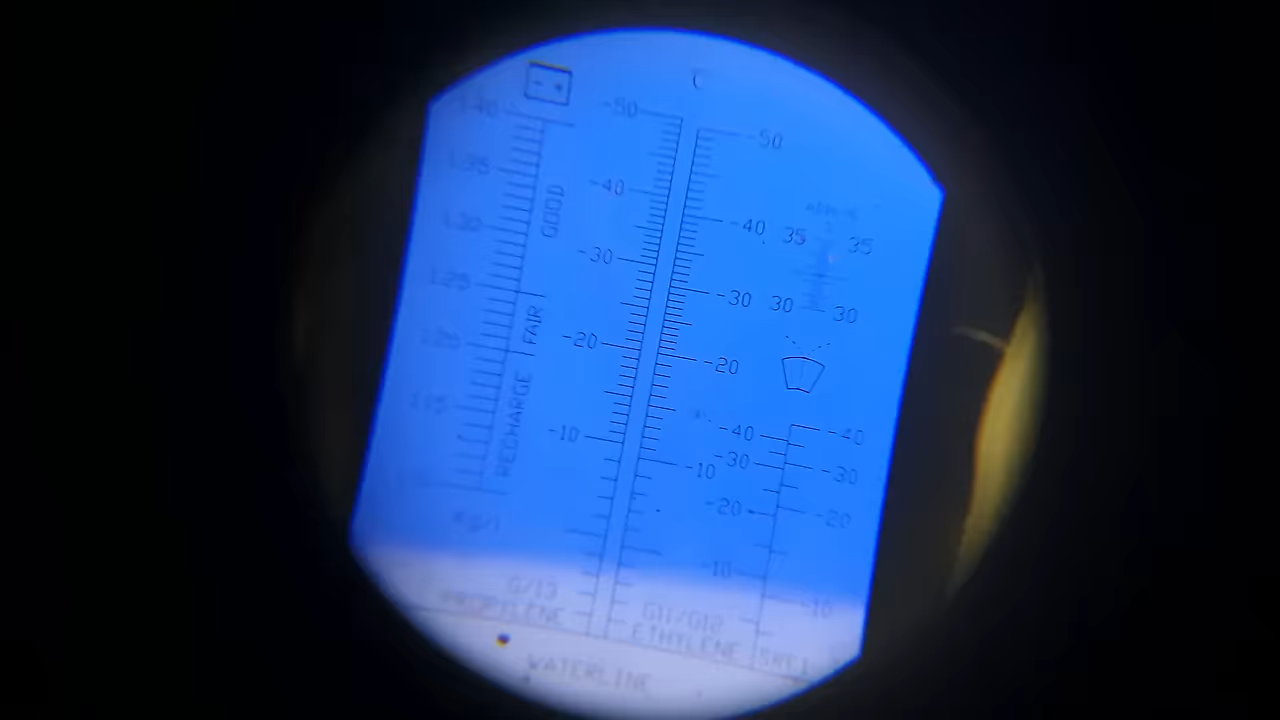 °C
- +
1.40
-50
-50
1.35
-40
GOOD
-40
35
35
1.30
-30
1.25
-30
30
30
FAIR
1.20
-20
-20
1.15
RECHARGE
-10
-40
-40
-10
-30
-30
-20
-20
Kg/l
-10
-10
G/13
PROPYLENE
G11/G12
ETHYLENE
WATERLINE